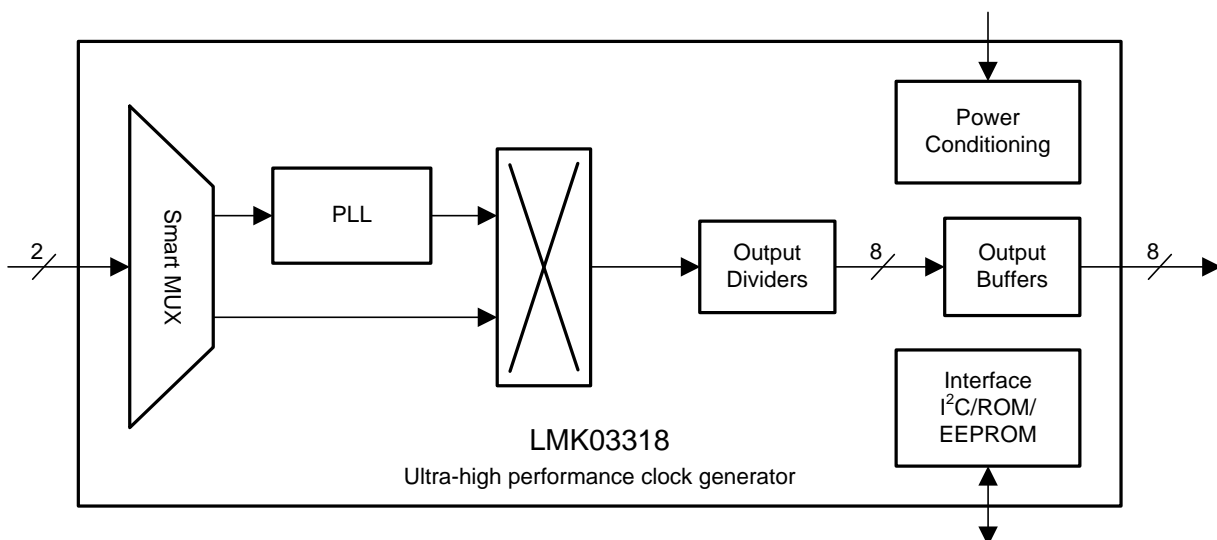 Power
Conditioning
Smart MUX
PLL
2
Output
Dividers
8
Output
Buffers
8
Interface
I²C/ROM/
EEPROM
LMK03318
Ultra-high performance clock generator